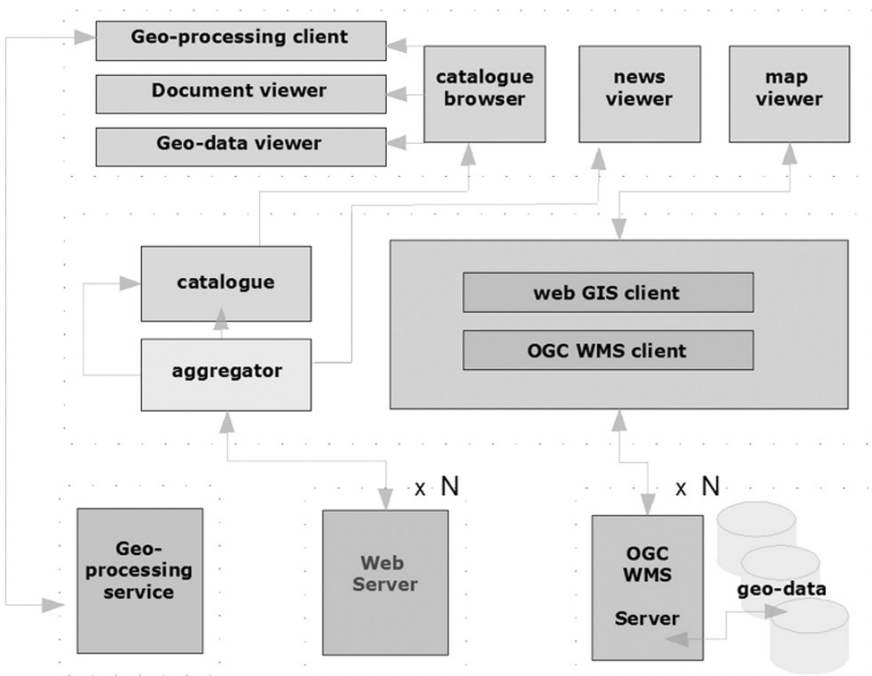 Geo-processing client
Document viewer
Geo-data viewer
catalogue
browser
news
viewer
map
viewer
catalogue
aggregator
web GIS client
OGC WMS client
x N
x N
Geo-
processing
service
Web
Server
OGC
WMS
Server
geo-data